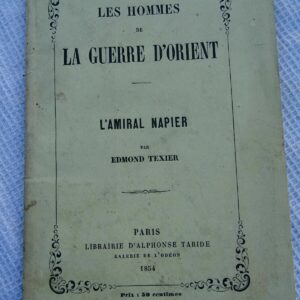 LES HOMMES
DE
LA GUERRE D'ORIENT
L'AMIRAL NAPIER
PAR
EDMOND TEXIER
PARIS
LIBRAIRIE D'ALPHONSE TARIDE
GALERIE DE L'ODÉON
1854
Prix : 50 centimes